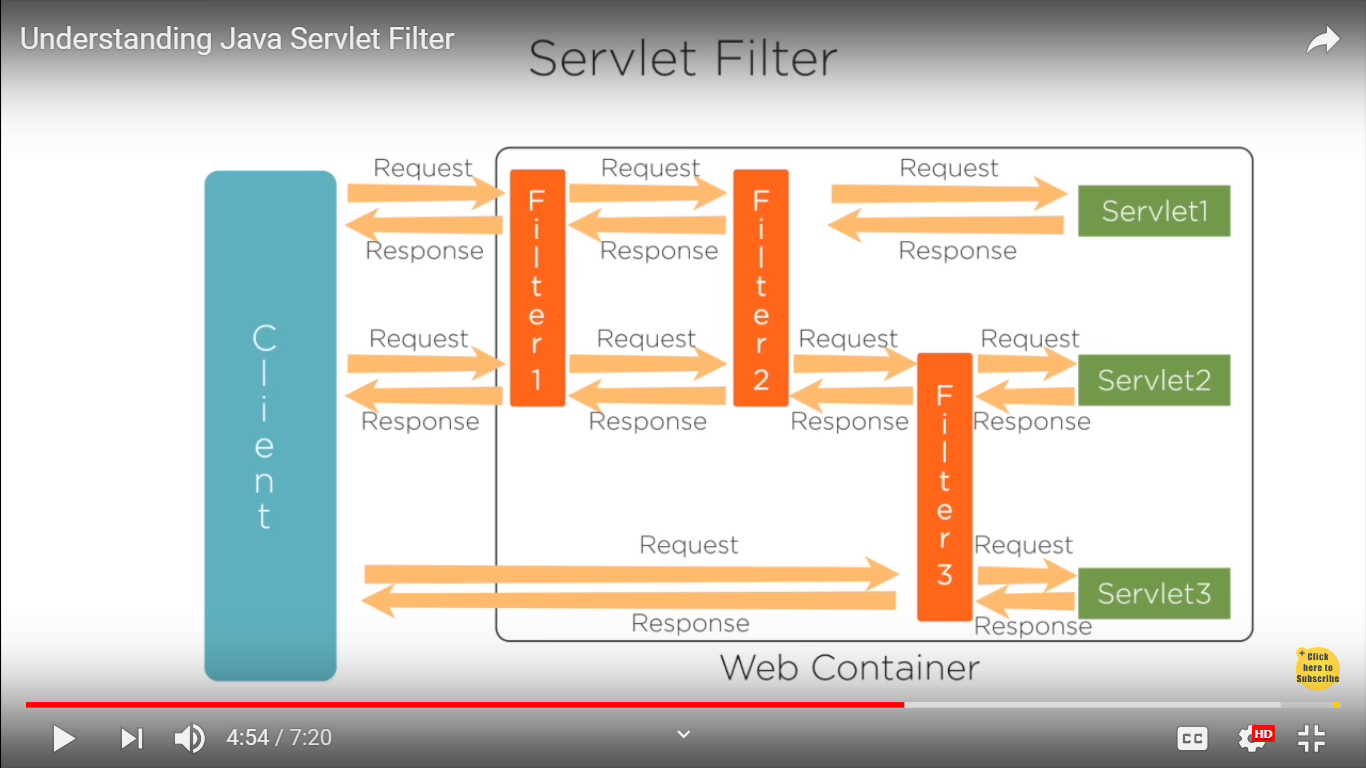 Understanding Java Servlet Filter
Servlet Filter
Request
Request
Request
Response
Response
Response
Servlet1
Request
Request
Request
Request
Response
Response
Response
Response
Servlet2
Request
Request
Response
Response
Servlet3
Client
Filter 1
Filter 2
Filter 3
Web Container
+ Click
here to
Subscribe
4:54 / 7:20
CC
HD